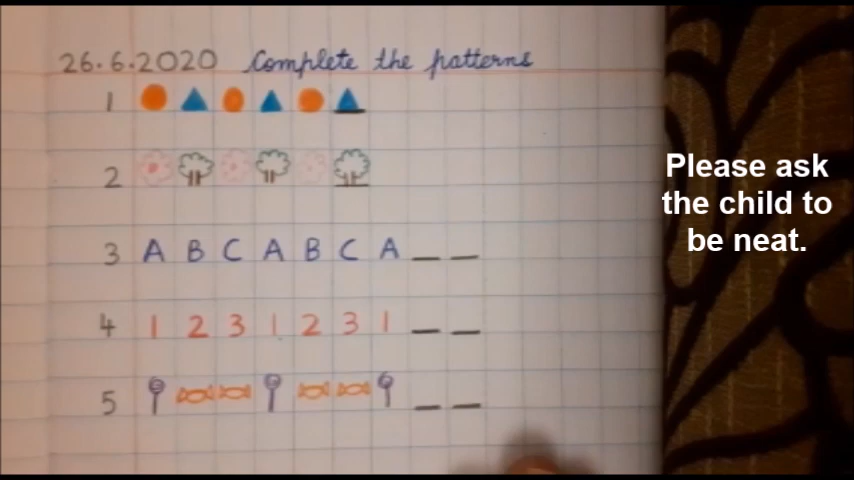 26.6.2020 Complete the patterns
1
2
3 A B C A B C A _ _
4 1 2 3 1 2 3 1 _ _
5 _ _
Please ask
the child to
be neat.